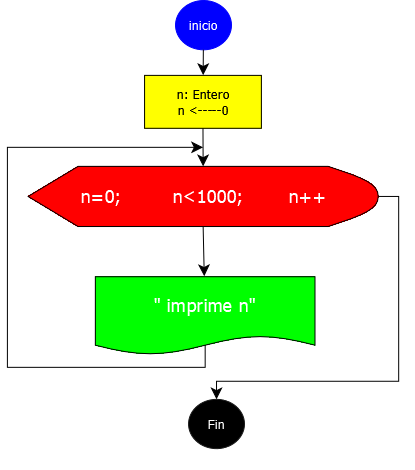 inicio
n: Entero
n <-----0
n=0; n<1000; n++
" imprime n"
Fin